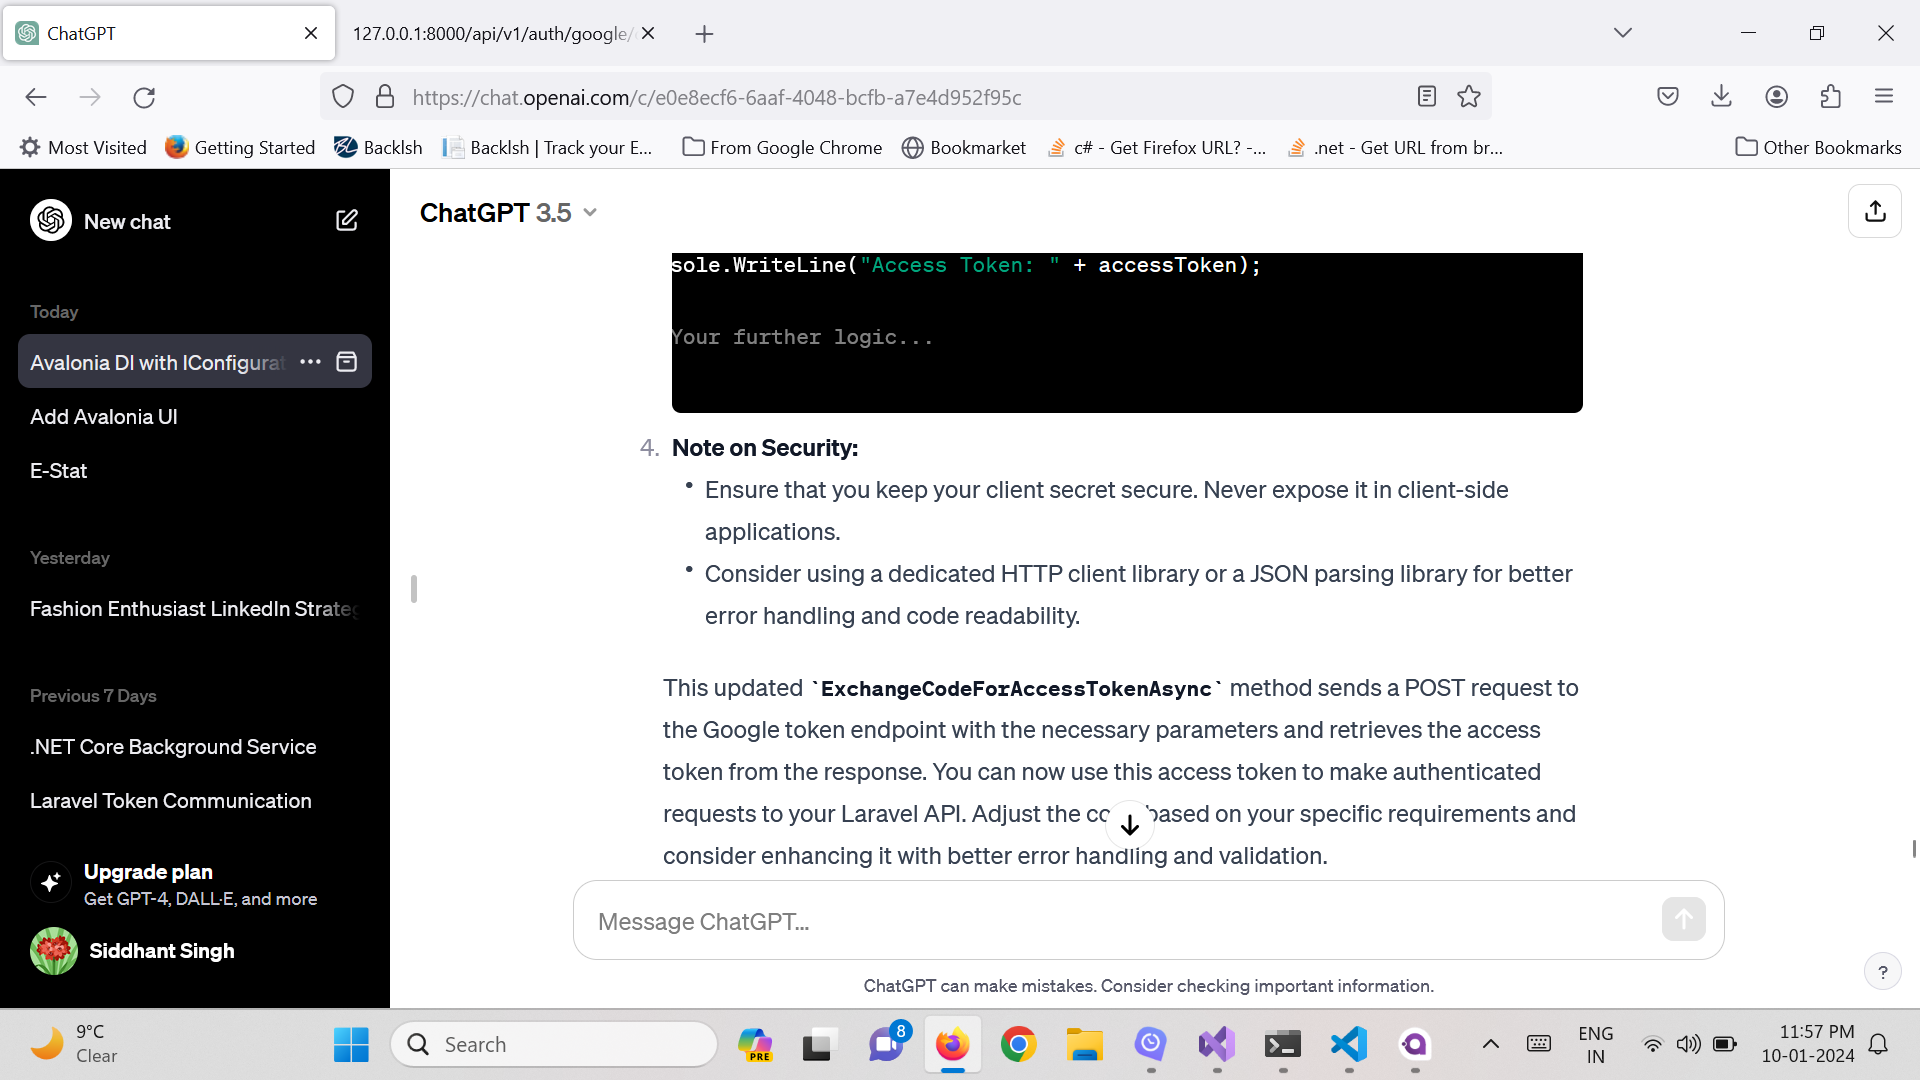 ChatGPT
127.0.0.1:8000/api/v1/auth/google/
https://chat.openai.com/c/e0e8ecf6-6aaf-4048-bcfb-a7e4d952f95c
Most Visited
Getting Started
Backlsh
Backlsh | Track your E...
From Google Chrome
Bookmarket
c# - Get Firefox URL? -...
.net - Get URL from br...
Other Bookmarks
New chat
Today
Avalonia DI with IConfigurat
Add Avalonia UI
E-Stat
Yesterday
Fashion Enthusiast LinkedIn Strateg
Previous 7 Days
.NET Core Background Service
Laravel Token Communication
Upgrade plan
Get GPT-4, DALL·E, and more
Siddhant Singh
ChatGPT 3.5
sole.WriteLine("Access Token: " + accessToken);
Your further logic...
4. Note on Security:
• Ensure that you keep your client secret secure. Never expose it in client-side
applications.
• Consider using a dedicated HTTP client library or a JSON parsing library for better
error handling and code readability.
This updated `ExchangeCodeForAccessTokenAsync` method sends a POST request to
the Google token endpoint with the necessary parameters and retrieves the access
token from the response. You can now use this access token to make authenticated
requests to your Laravel API. Adjust the co based on your specific requirements and
consider enhancing it with better error handling and validation.
Message ChatGPT...
ChatGPT can make mistakes. Consider checking important information.
?
9°C
Clear
Search
PRE
8
ENG
IN
11:57 PM
10-01-2024